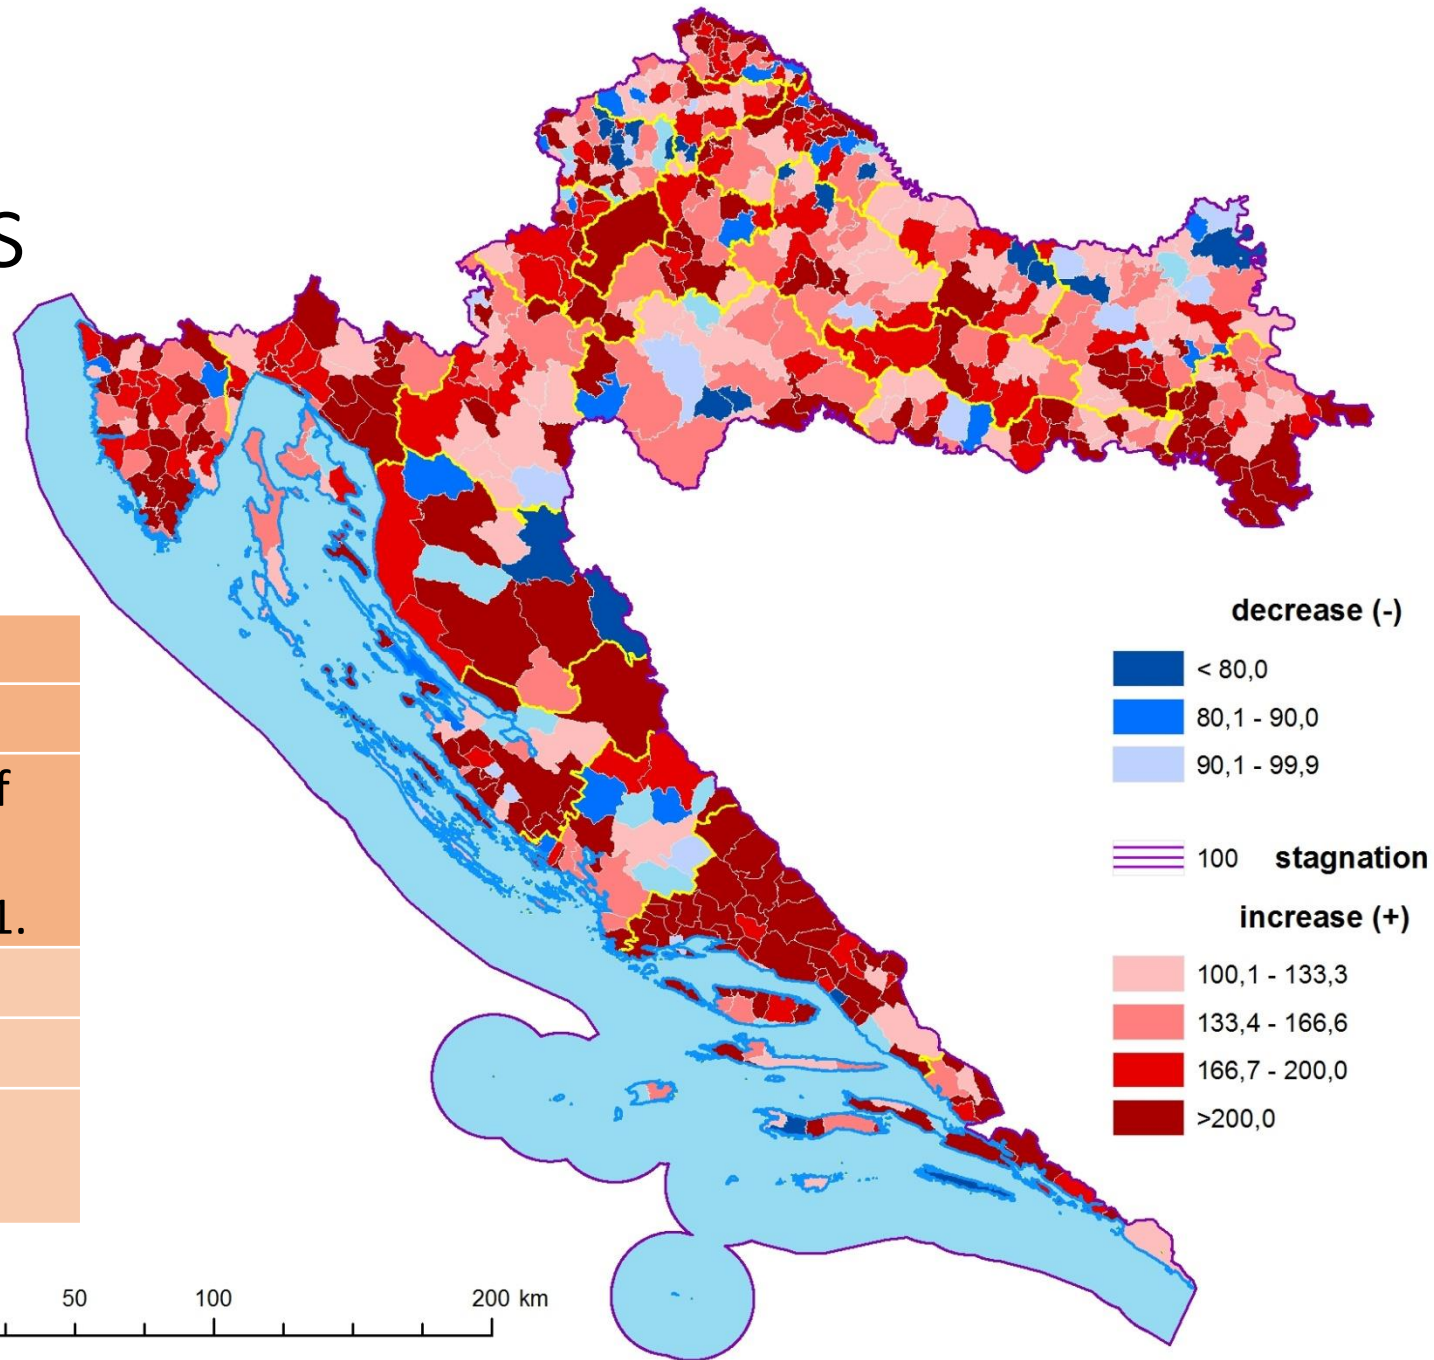 S
f
1.
decrease (-)
< 80,0
80,1 - 90,0
90,1 - 99,9
100 stagnation
increase (+)
100,1 - 133,3
133,4 - 166,6
166,7 - 200,0
>200,0
50 100 200 km